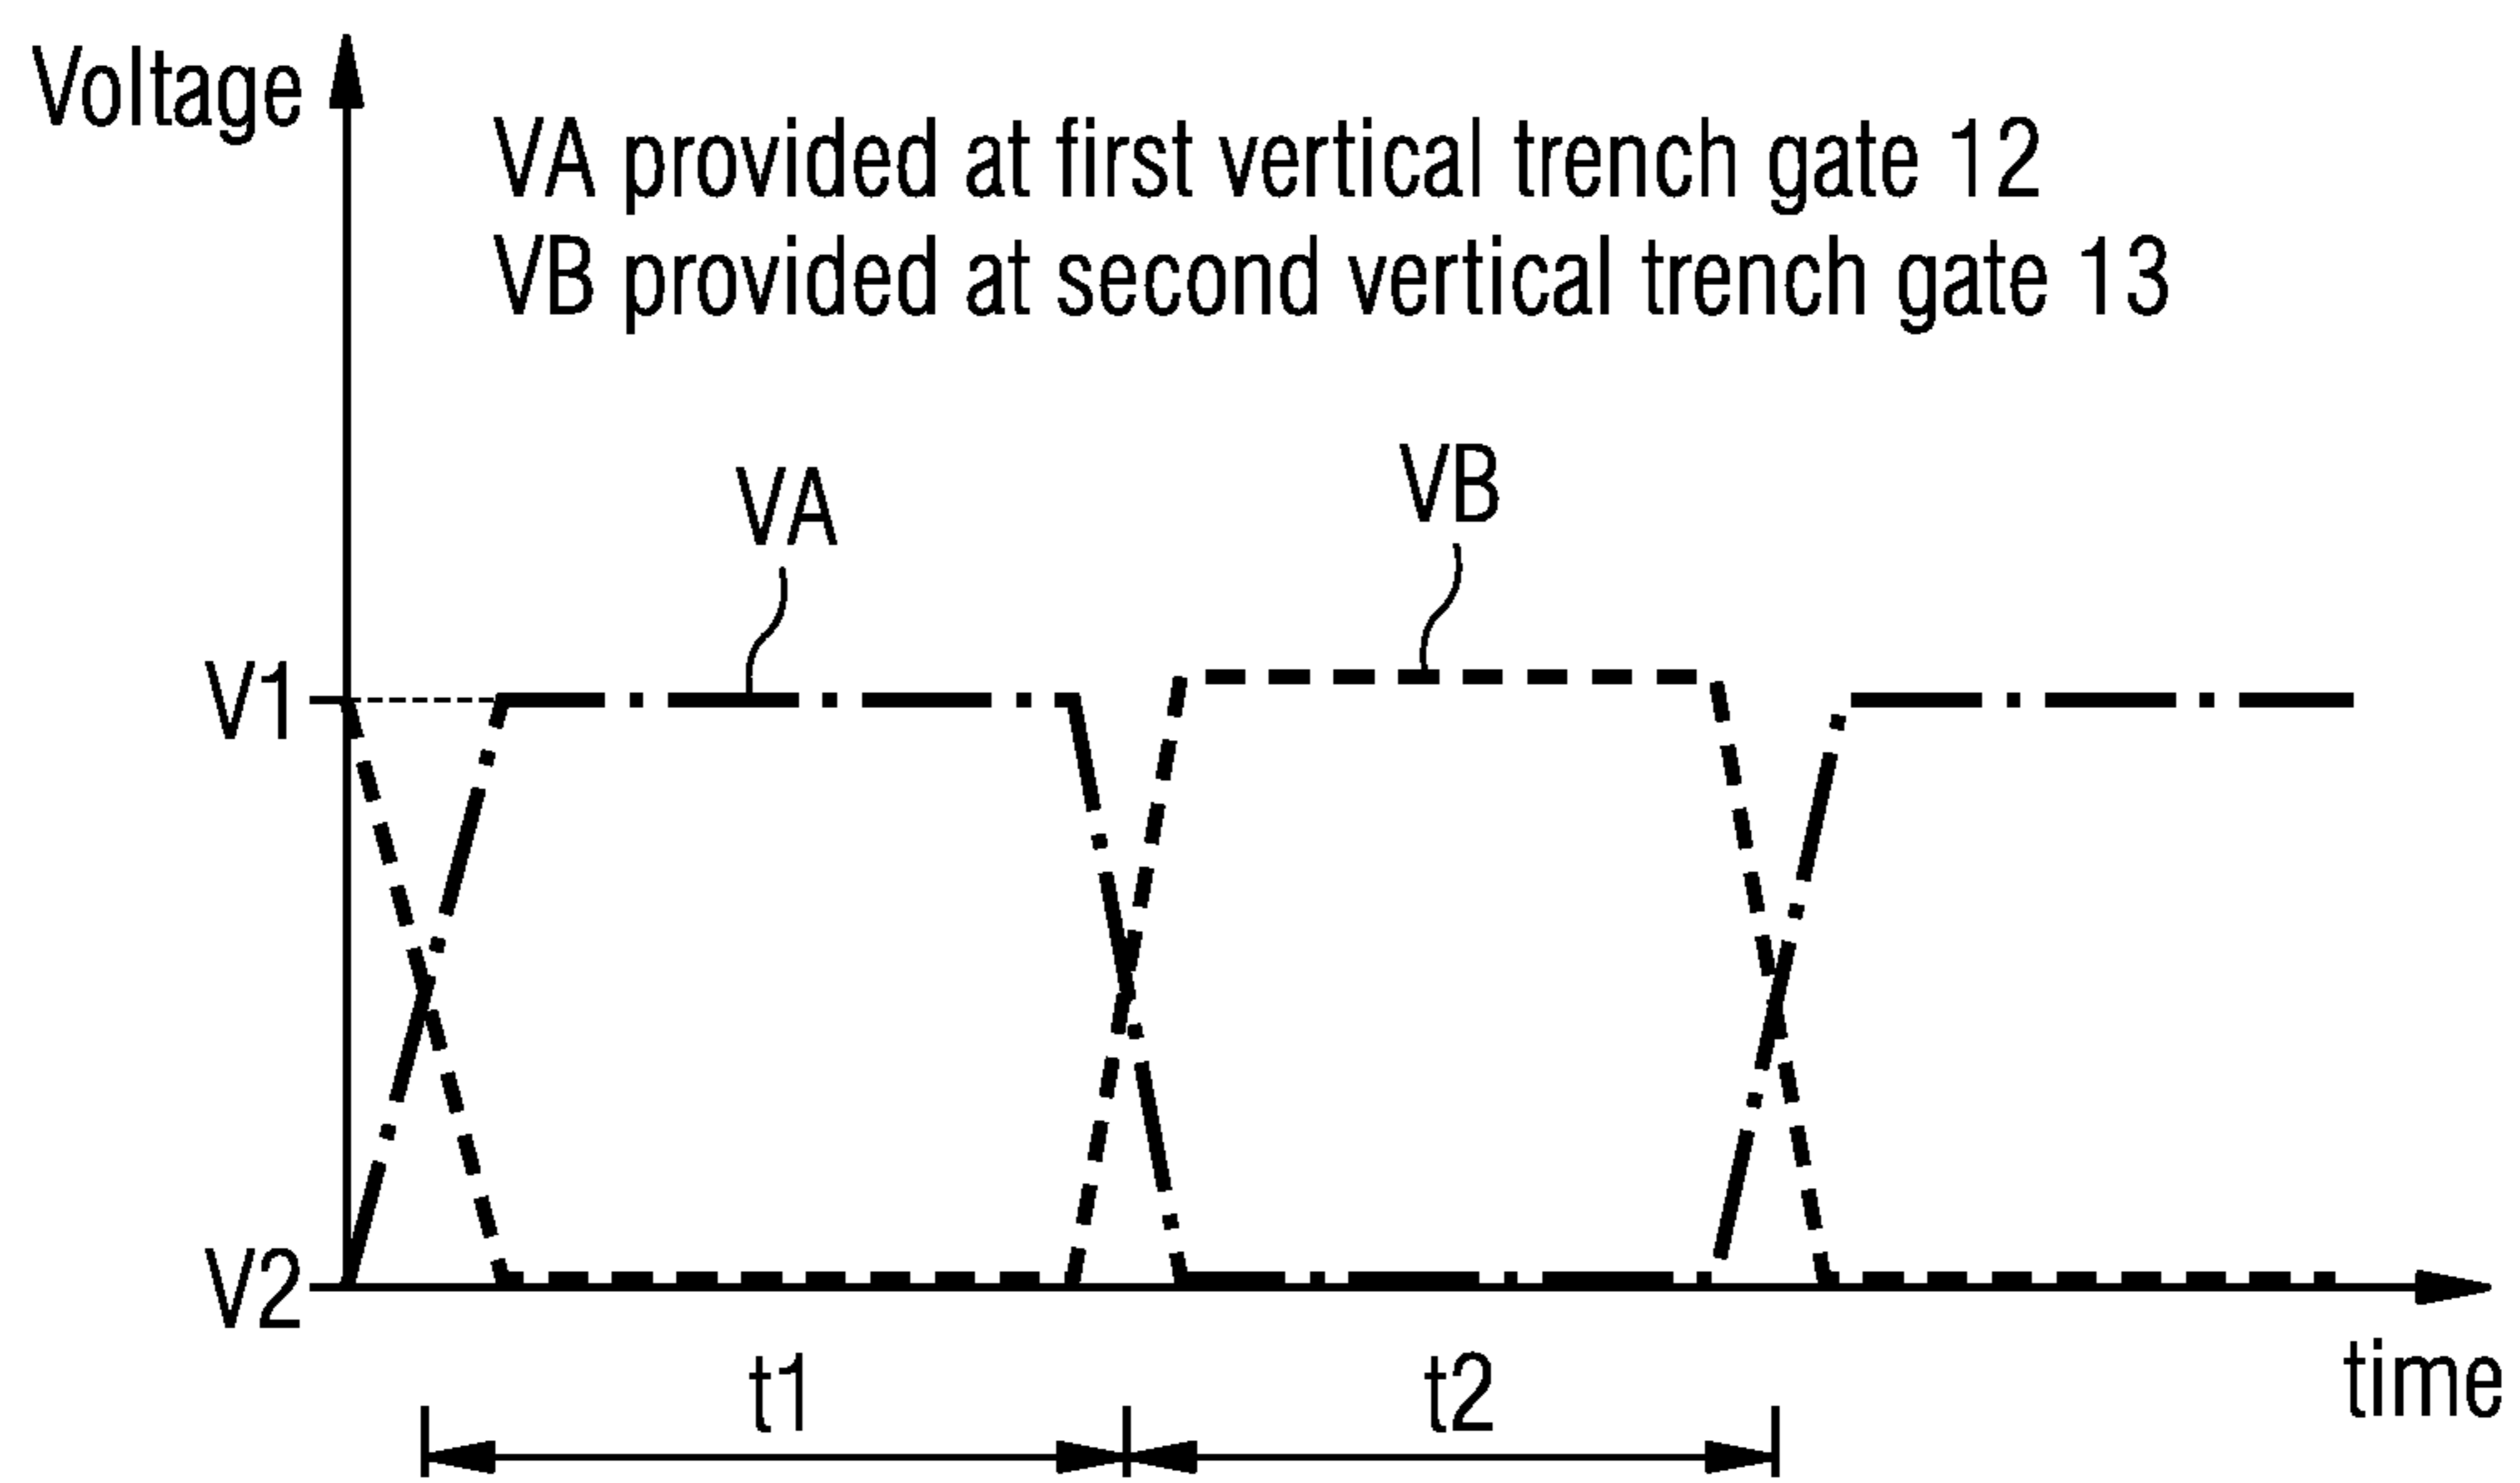 Voltage
VA provided at first vertical trench gate 12
VB provided at second vertical trench gate 13
VA
VB
V1
V2
t1
t2
time